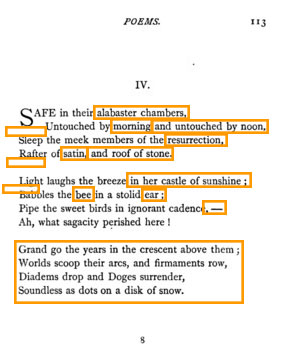 POEMS. 113
IV.
SAFE in their alabaster chambers,
Untouched by morning and untouched by noon,
Sleep the meek members of the resurrection,
Rafter of satin, and roof of stone.
Light laughs the breeze in her castle of sunshine ;
Babbles the bee in a stolid ear ;
Pipe the sweet birds in ignorant cadence, —
Ah, what sagacity perished here !
Grand go the years in the crescent above them ;
Worlds scoop their arcs, and firmaments row,
Diadems drop and Doges surrender,
Soundless as dots on a disk of snow.
8